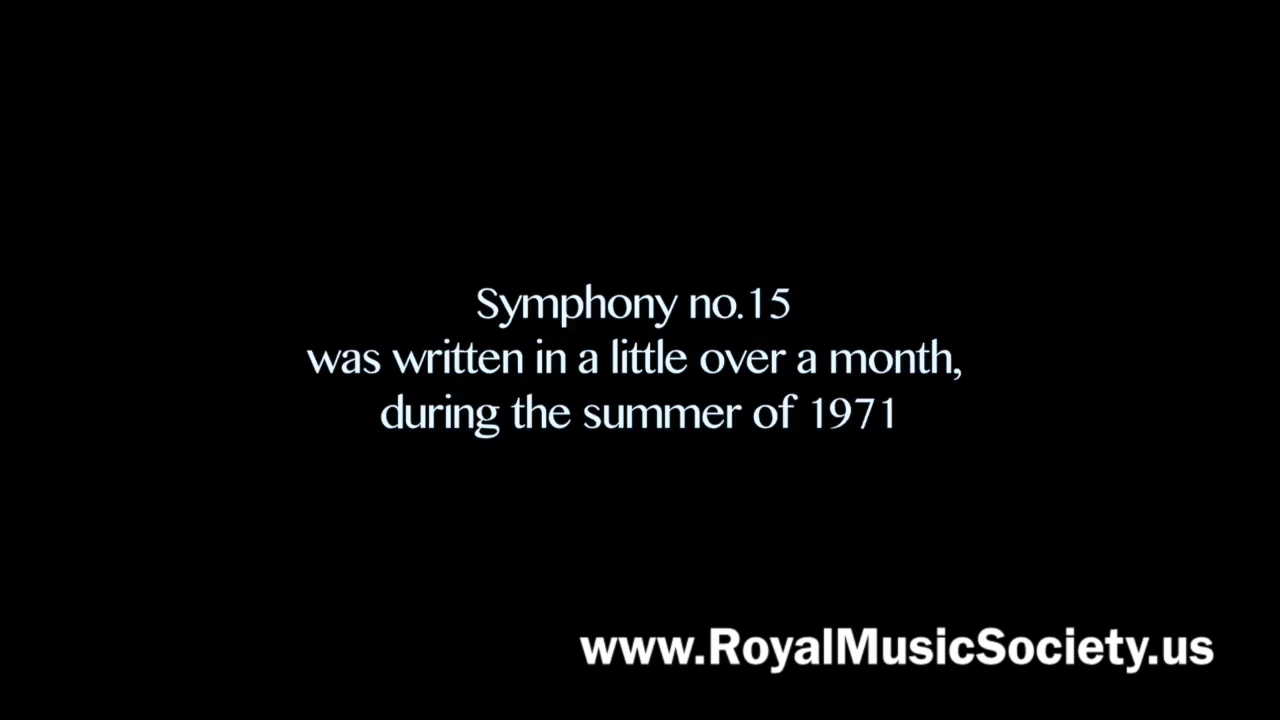 Symphony no.15
was written in a little over a month,
during the summer of 1971
www.RoyalMusicSociety.us